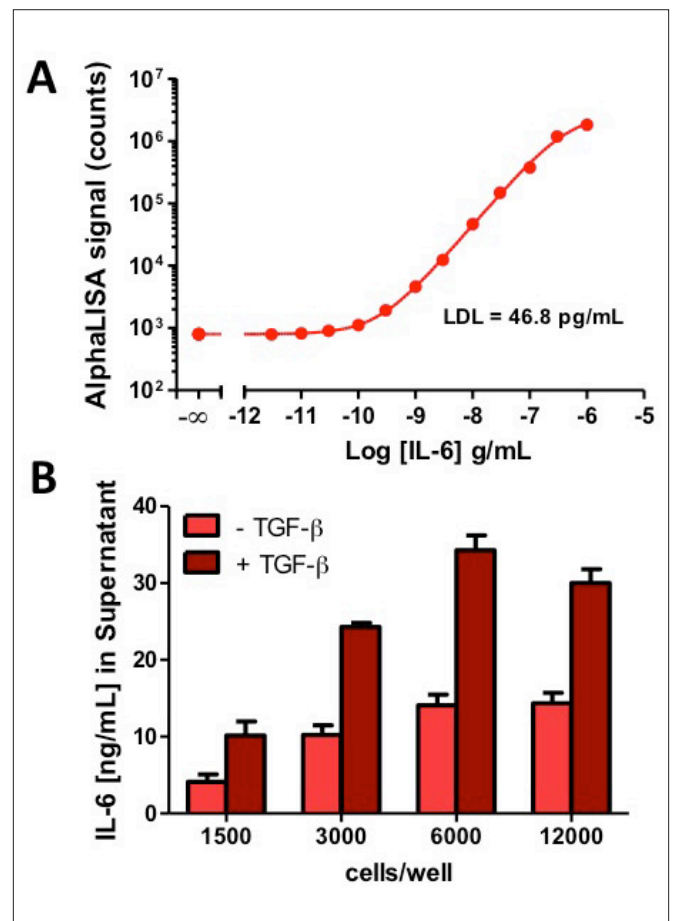 A
AlphaLISA signal (counts)
10⁷
10⁶
10⁵
10⁴
10³
10²
LDL = 46.8 pg/mL
-∞ -12 -11 -10 -9 -8 -7 -6 -5
Log [IL-6] g/mL
B
IL-6 [ng/mL] in Supernatant
40
30
20
10
0
- TGF-β
+ TGF-β
1500 3000 6000 12000
cells/well